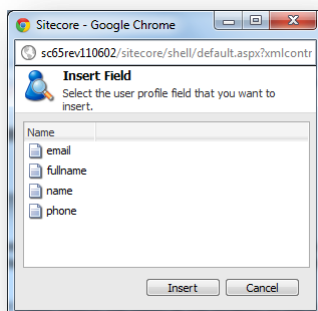 Sitecore - Google Chrome
sc65rev110602/sitecore/shell/default.aspx?xmlcontr
Insert Field
Select the user profile field that you want to
insert.
Name
email
fullname
name
phone
Insert Cancel